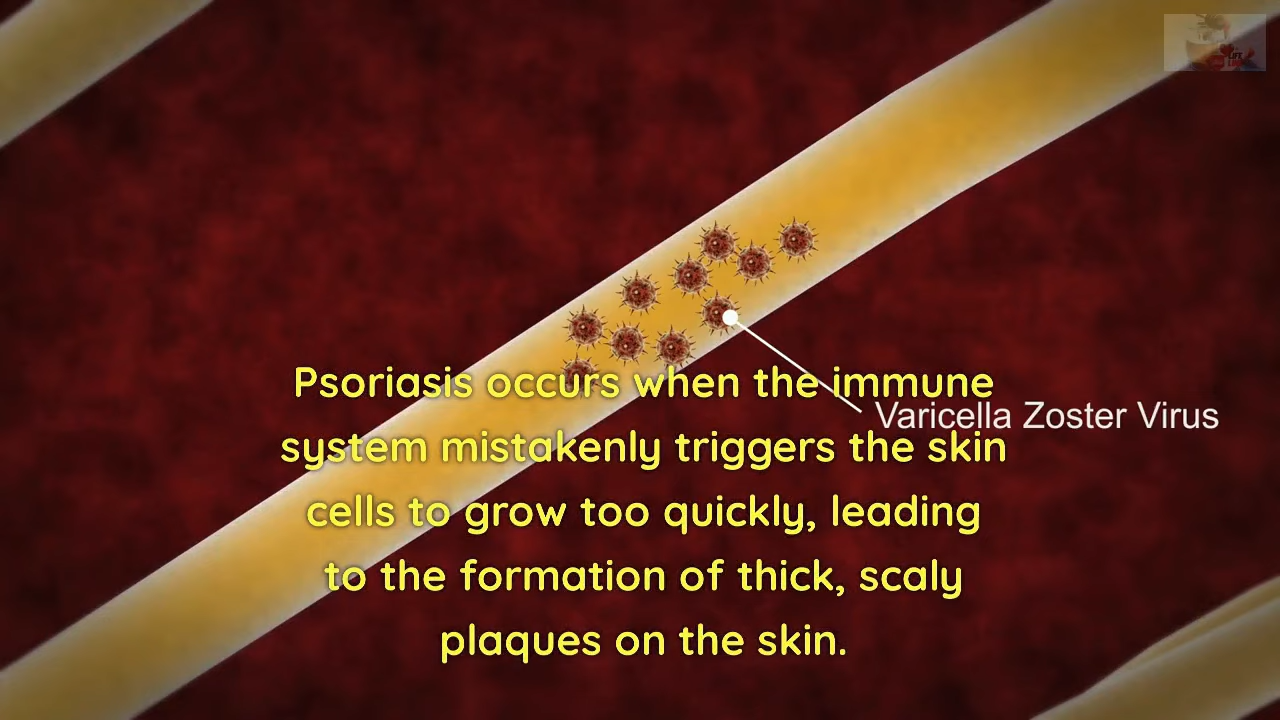 Psoriasis occurs when the immune
Varicella Zoster Virus
system mistakenly triggers the skin
cells to grow too quickly, leading
to the formation of thick, scaly
plaques on the skin.